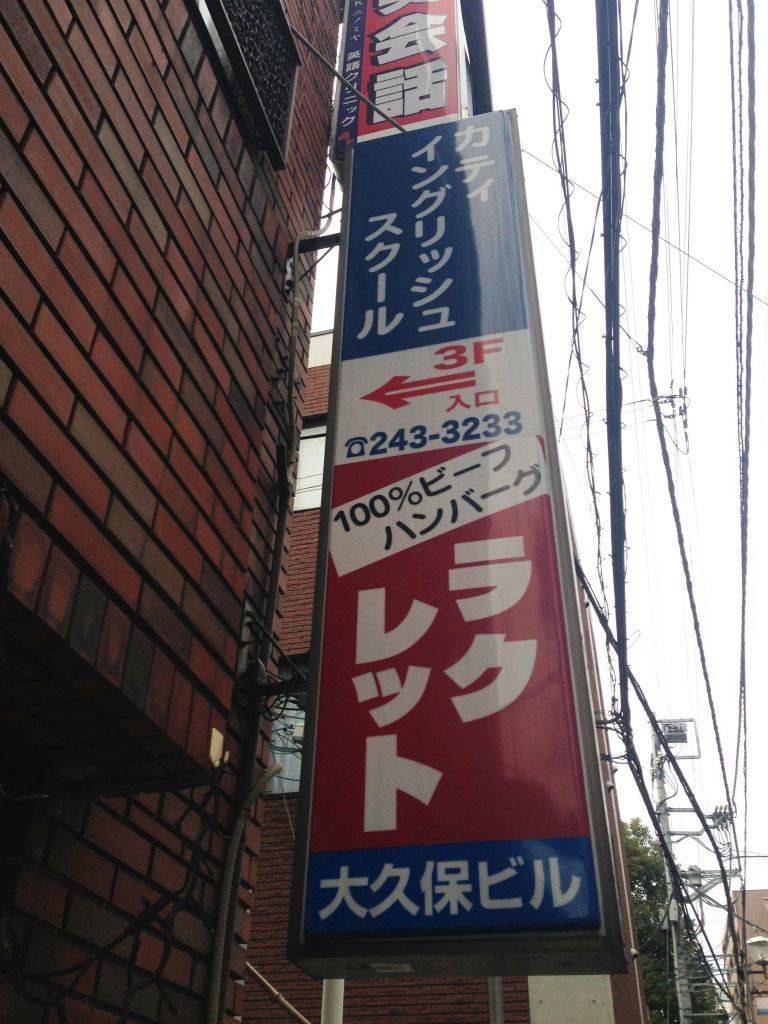 英会話
英語クリニック
カティ
イングリッシュ
スクール
3F
入口
☎243-3233
100%ビーフ
ハンバーグ
ラク
レット
大久保ビル